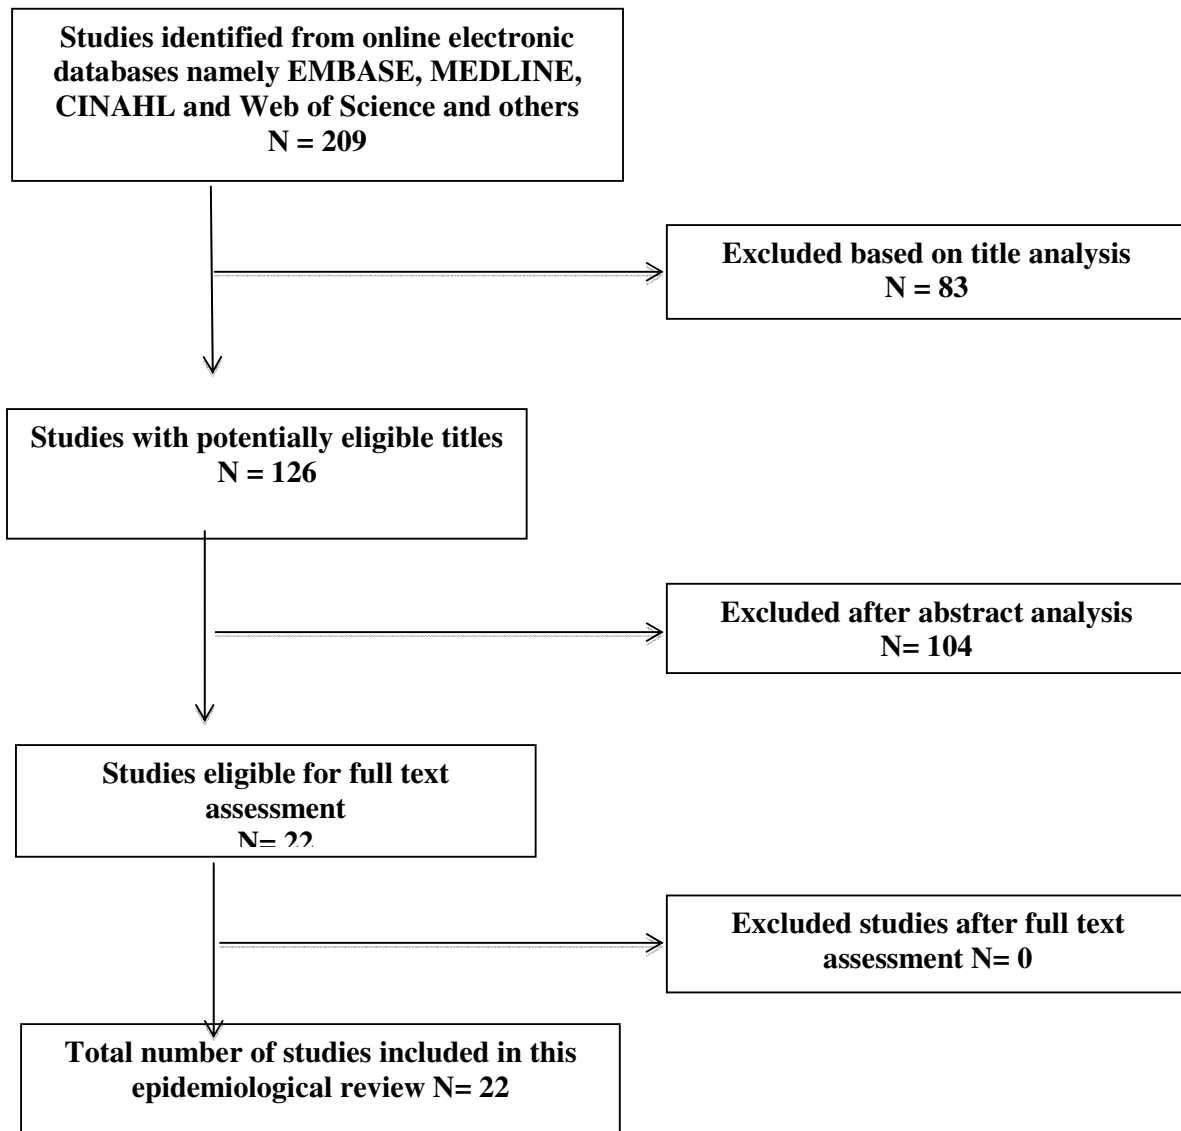 Studies identified from online electronic
databases namely EMBASE, MEDLINE,
CINAHL and Web of Science and others
N = 209
Excluded based on title analysis
N = 83
Studies with potentially eligible titles
N = 126
Excluded after abstract analysis
N= 104
Studies eligible for full text
assessment
N= 22
Excluded studies after full text
assessment N= 0
Total number of studies included in this
epidemiological review N= 22